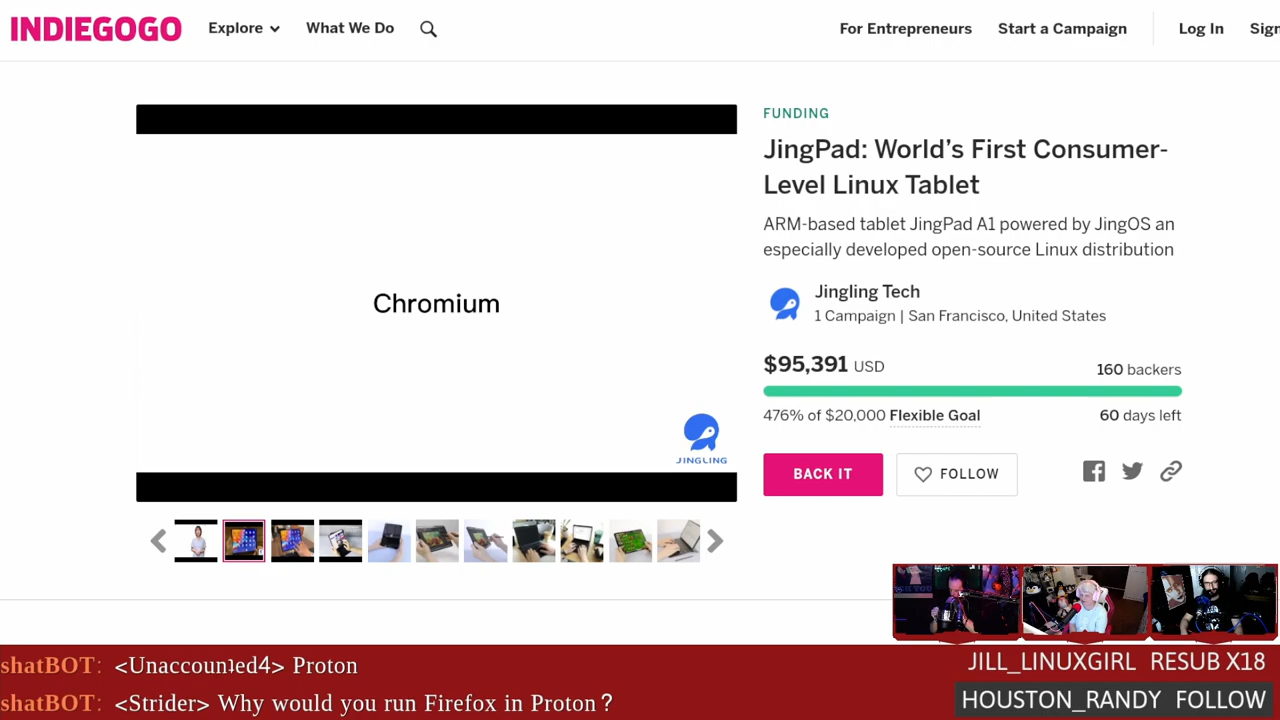 INDIEGOGO Explore What We Do For Entrepreneurs Start a Campaign Log In Sign
FUNDING
JingPad: World's First Consumer-
Level Linux Tablet
ARM-based tablet JingPad A1 powered by JingOS an
especially developed open-source Linux distribution
Jingling Tech
1 Campaign | San Francisco, United States
$95,391 USD 160 backers
476% of $20,000 Flexible Goal 60 days left
BACK IT FOLLOW
Chromium
JINGLING
shatBOT: <Unaccounted4> Proton
shatBOT: <Strider> Why would you run Firefox in Proton?
JILL_LINUXGIRL RESUB X18
HOUSTON_RANDY FOLLOW